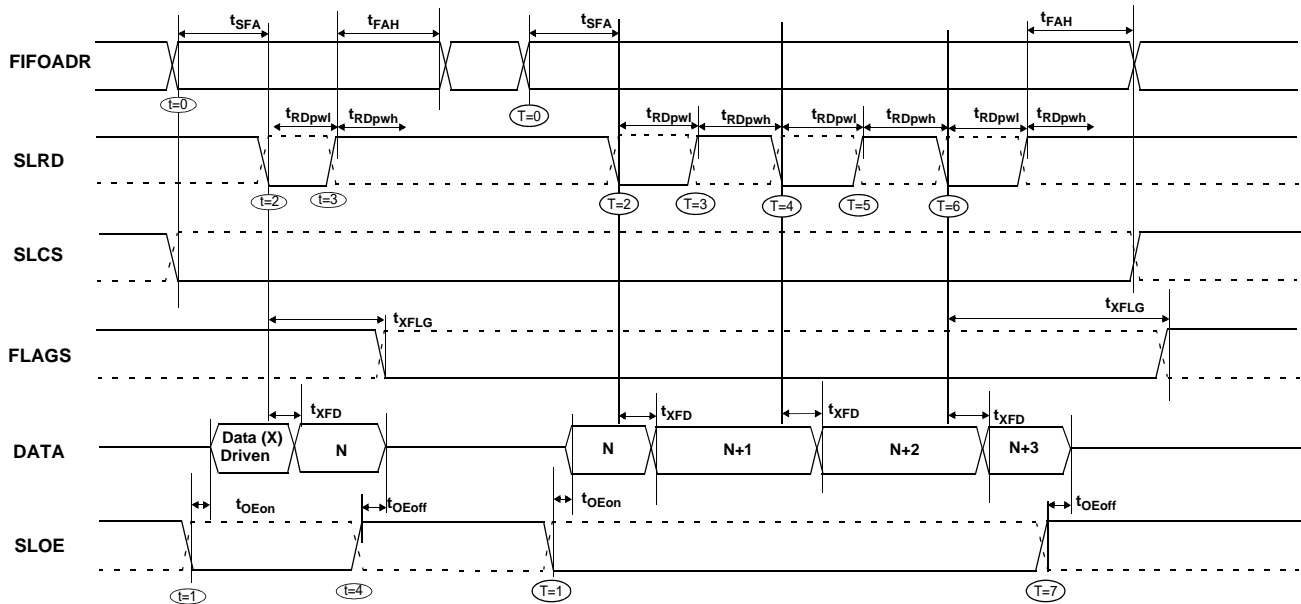 tSFA tFAH tSFA tFAH
FIFOADR
t=0 T=0
tRDpwl tRDpwh tRDpwl tRDpwh tRDpwl tRDpwh tRDpwl tRDpwh
SLRD
t=2 t=3 T=2 T=3 T=4 T=5 T=6
SLCS
tXFLG tXFLG
FLAGS
tXFD tXFD tXFD tXFD
DATA
Data (X)
Driven
N N N+1 N+2 N+3
tOEon tOEoff tOEon tOEoff
SLOE
t=1 t=4 T=1 T=7